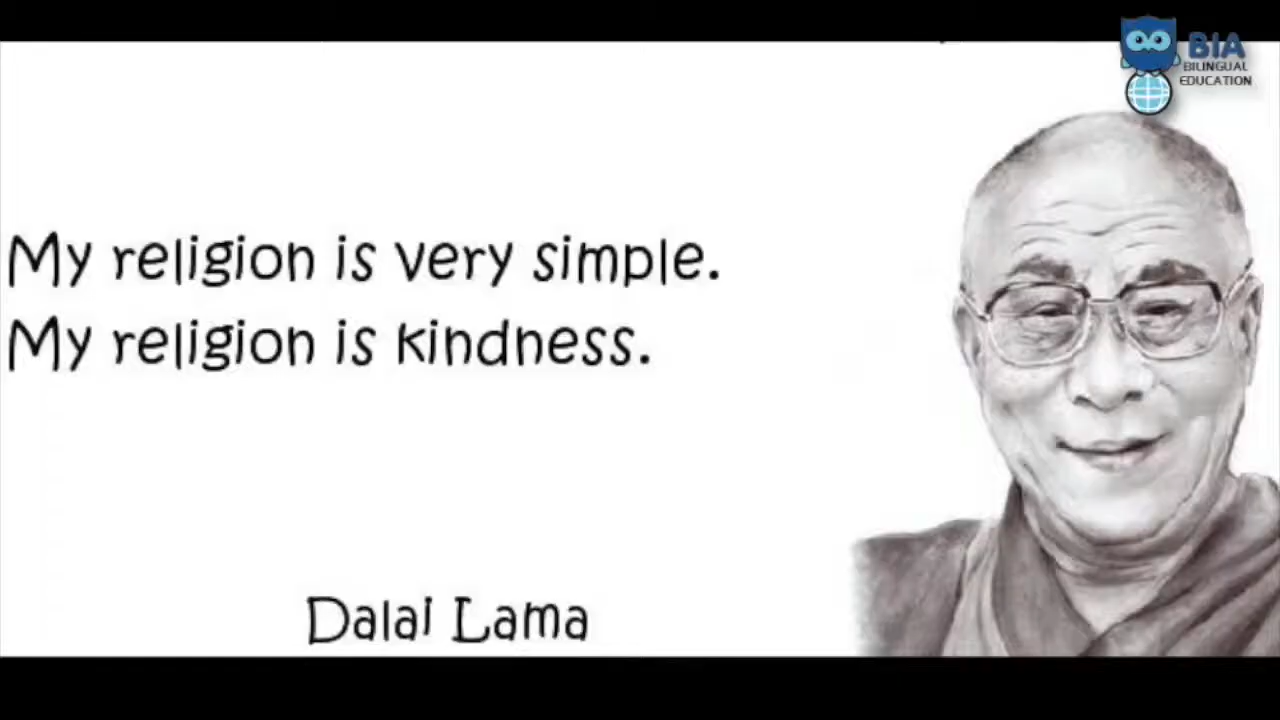 BIA
BILINGUAL
EDUCATION
My religion is very simple.
My religion is kindness.
Dalai Lama